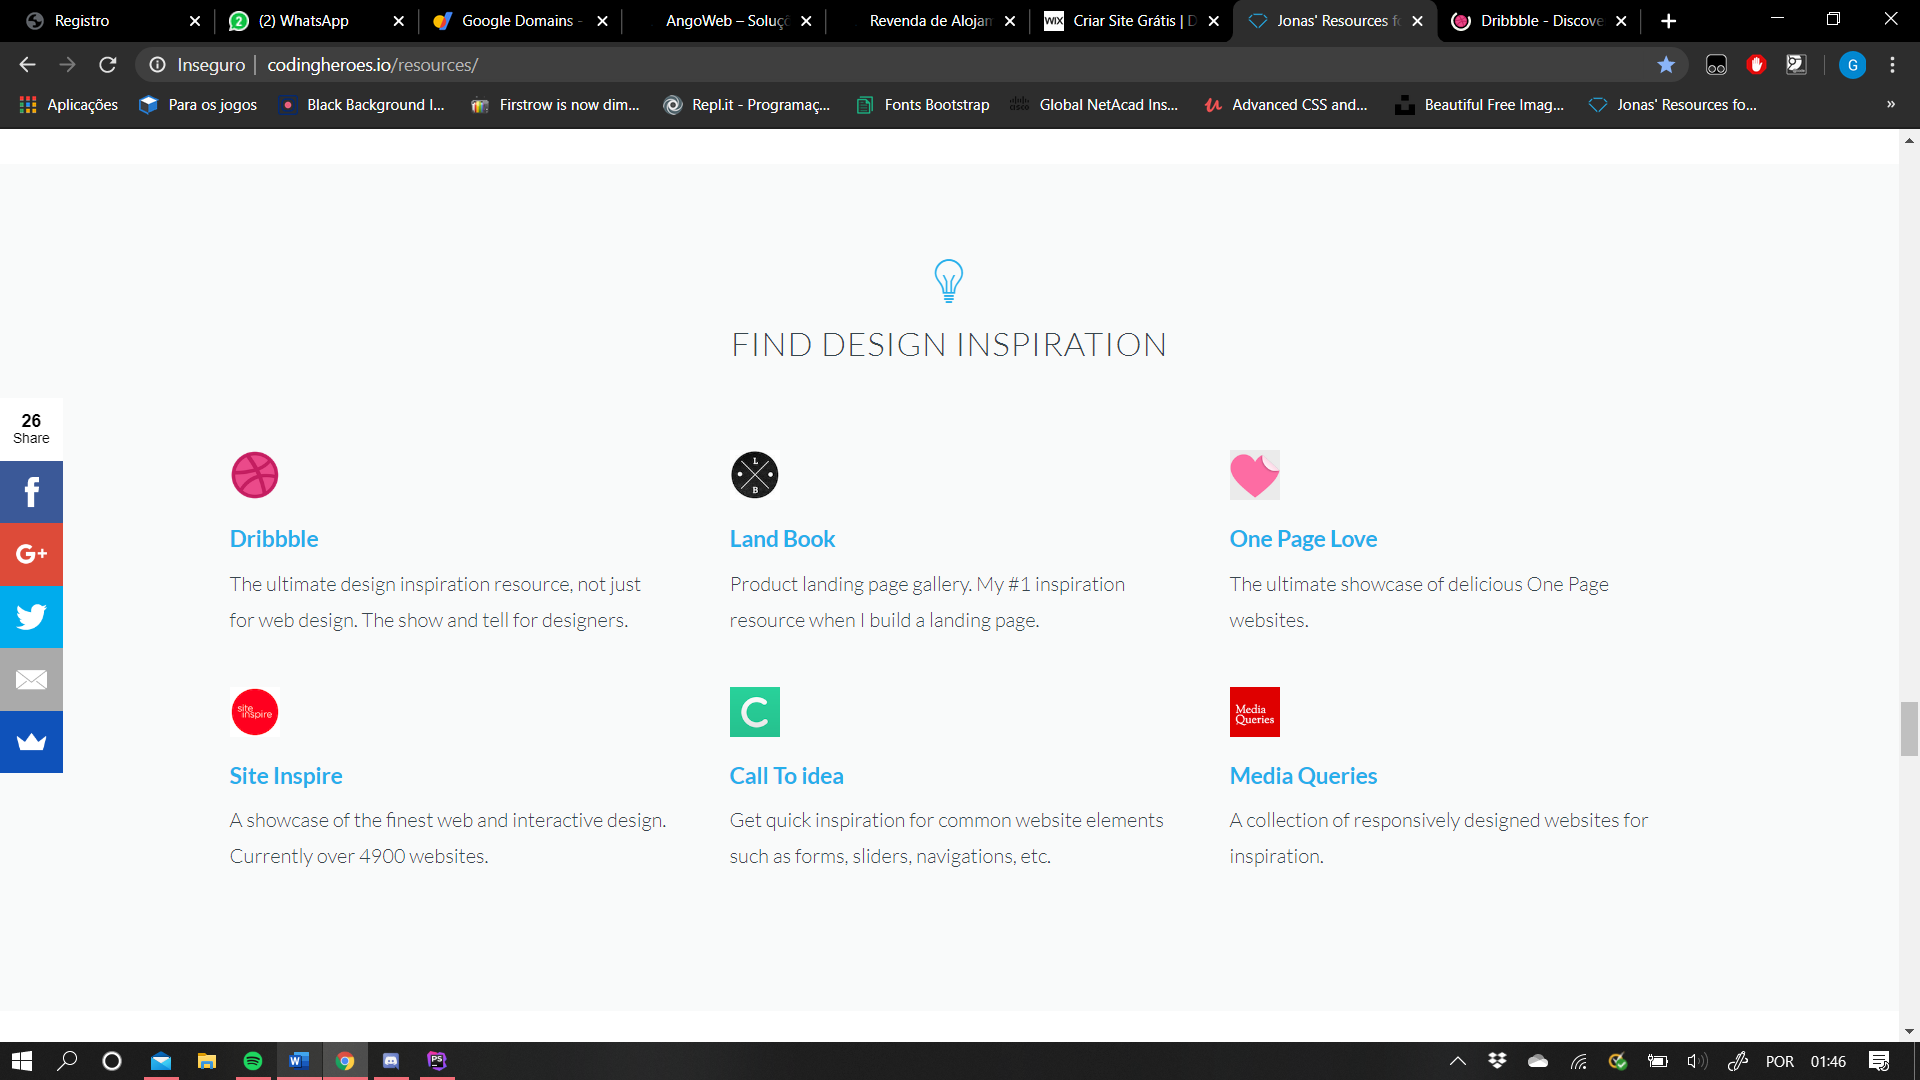 Registro
(2) WhatsApp
Google Domains -
AngoWeb – Soluçõ
Revenda de Alojam
WIX Criar Site Grátis | D
Jonas' Resources fo
Dribbble - Discove
Inseguro | codingheroes.io/resources/
G
Aplicações
Para os jogos
Black Background I...
Firstrow is now dim...
Repl.it - Programaç...
Fonts Bootstrap
Global NetAcad Ins...
Advanced CSS and...
Beautiful Free Imag...
Jonas' Resources fo...
»
FIND DESIGN INSPIRATION
26
Share
f
G+
L
B
Dribbble
Land Book
One Page Love
The ultimate design inspiration resource, not just
for web design. The show and tell for designers.
Product landing page gallery. My #1 inspiration
resource when I build a landing page.
The ultimate showcase of delicious One Page
websites.
site
inspire
C
Media
Queries
Site Inspire
Call To idea
Media Queries
A showcase of the finest web and interactive design.
Currently over 4900 websites.
Get quick inspiration for common website elements
such as forms, sliders, navigations, etc.
A collection of responsively designed websites for
inspiration.
W
PS
POR
01:46